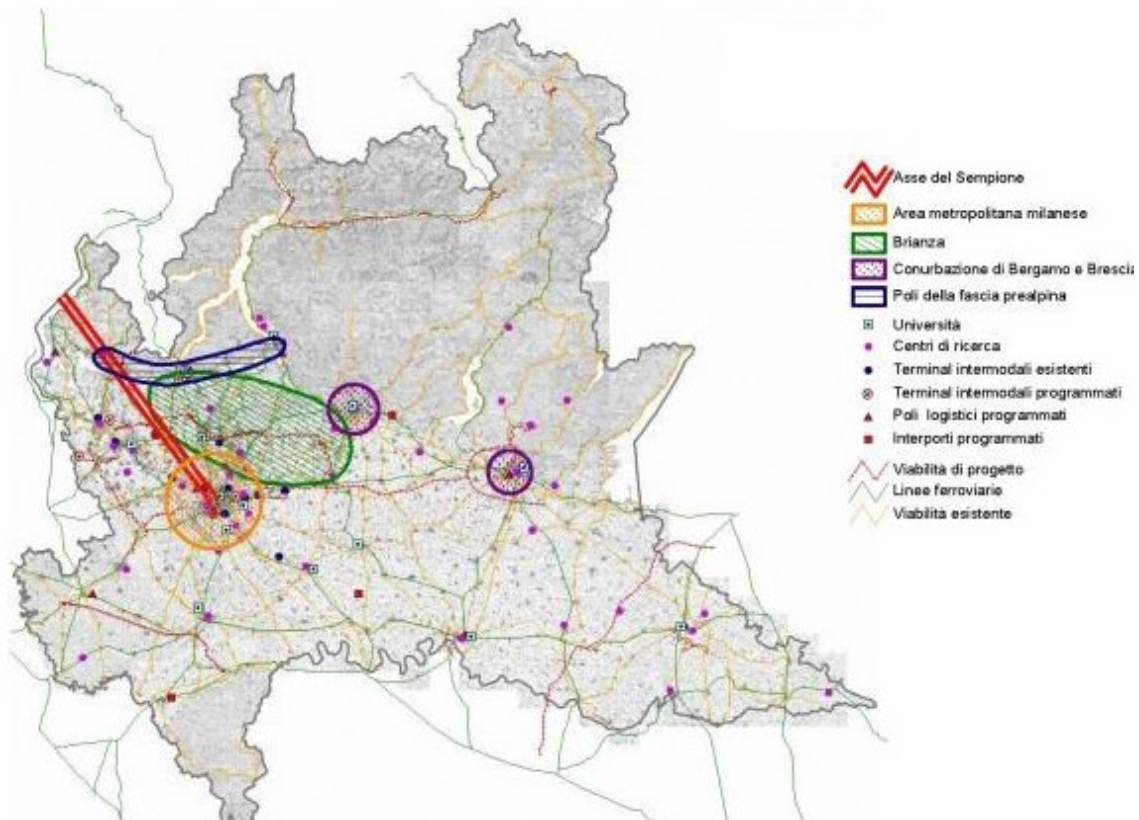 Asse del Sempione
Area metropolitana milanese
Brianza
Conurbazione di Bergamo e Brescia
Poli della fascia prealpina
Università
Centri di ricerca
Terminal intermodali esistenti
Terminal intermodali programmati
Poli logistici programmati
Interporti programmati
Viabilità di progetto
Linee ferroviarie
Viabilità esistente